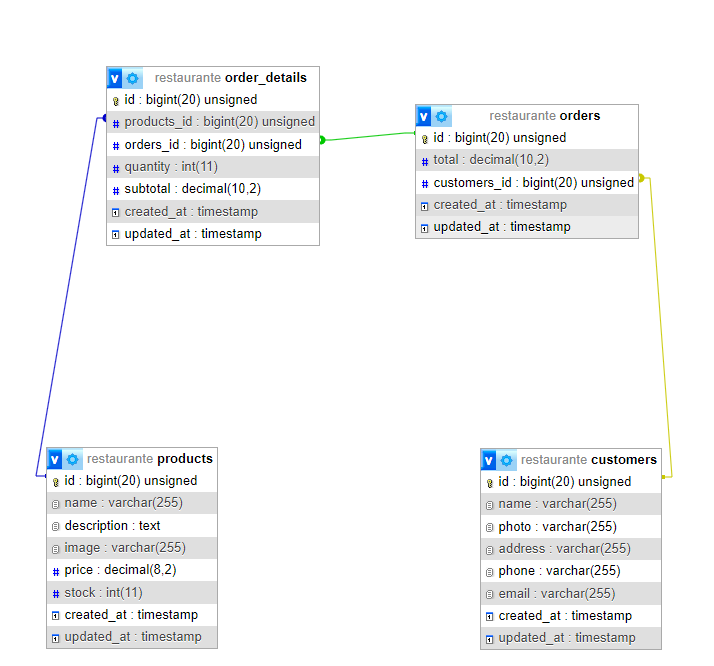 v restaurante order_details
id : bigint(20) unsigned
# products_id : bigint(20) unsigned
# orders_id : bigint(20) unsigned
# quantity : int(11)
# subtotal : decimal(10,2)
created_at : timestamp
updated_at : timestamp
v restaurante orders
id : bigint(20) unsigned
# total : decimal(10,2)
# customers_id : bigint(20) unsigned
created_at : timestamp
updated_at : timestamp
v restaurante products
id : bigint(20) unsigned
name : varchar(255)
description : text
image : varchar(255)
# price : decimal(8,2)
# stock : int(11)
created_at : timestamp
updated_at : timestamp
v restaurante customers
id : bigint(20) unsigned
name : varchar(255)
photo : varchar(255)
address : varchar(255)
phone : varchar(255)
email : varchar(255)
created_at : timestamp
updated_at : timestamp